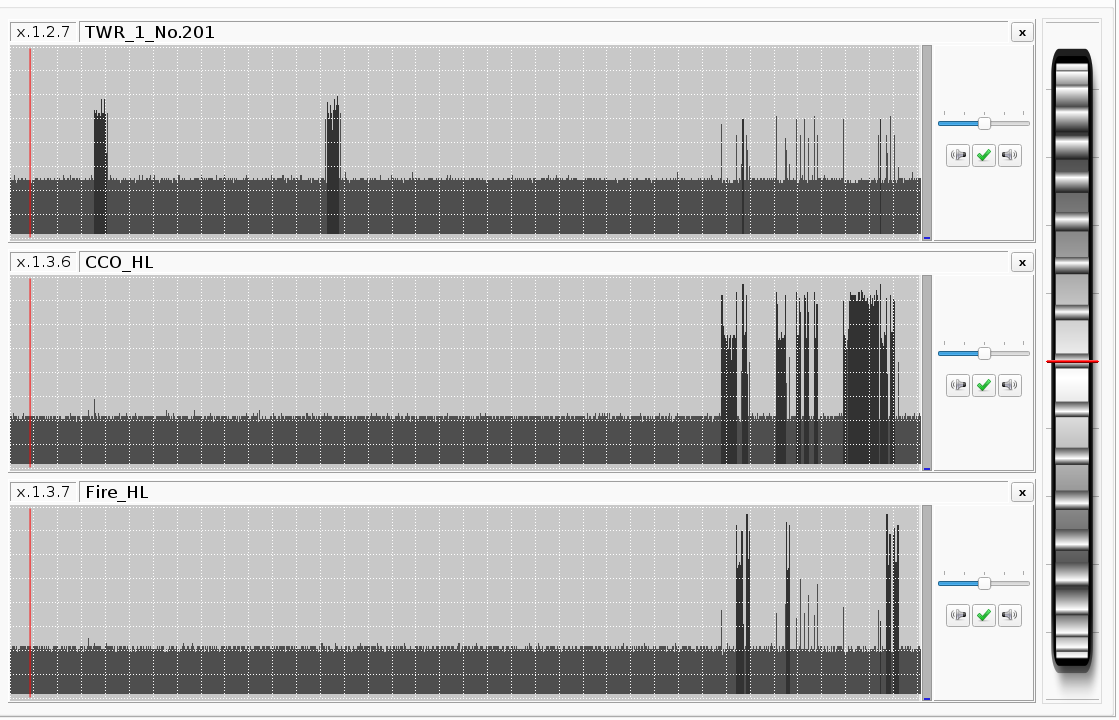 x.1.2.7 TWR_1_No.201 x
x.1.3.6 CCO_HL x
x.1.3.7 Fire_HL x